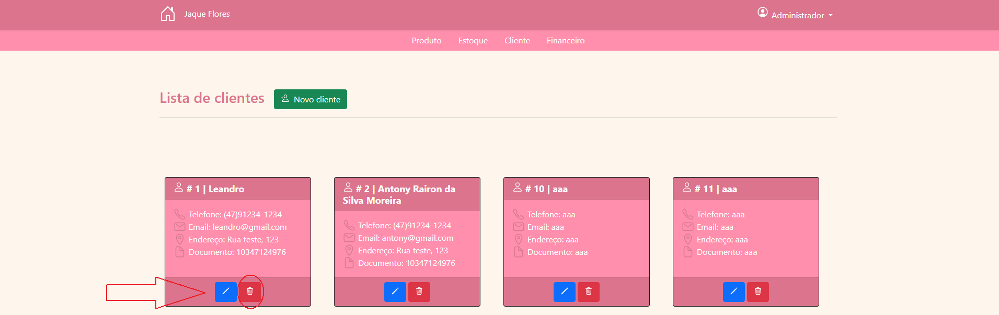 Jaque Flores
Administrador
Produto Estoque Cliente Financeiro
Lista de clientes
Novo cliente
# 1 | Leandro
Telefone: (47)91234-1234
Email: leandro@gmail.com
Endereço: Rua teste, 123
Documento: 10347124976
# 2 | Antony Rairon da
Silva Moreira
Telefone: (47)91234-1234
Email: antony@gmail.com
Endereço: Rua teste, 123
Documento: 10347124976
# 10 | aaa
Telefone: aaa
Email: aaa
Endereço: aaa
Documento: aaa
# 11 | aaa
Telefone: aaa
Email: aaa
Endereço: aaa
Documento: aaa